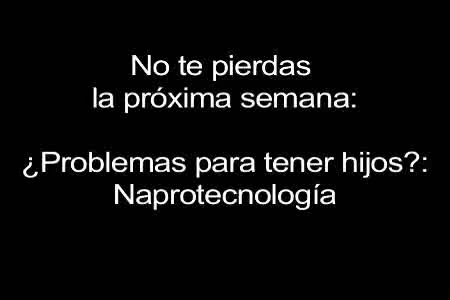 No te pierdas
la próxima semana:
¿Problemas para tener hijos?:
Naprotecnología